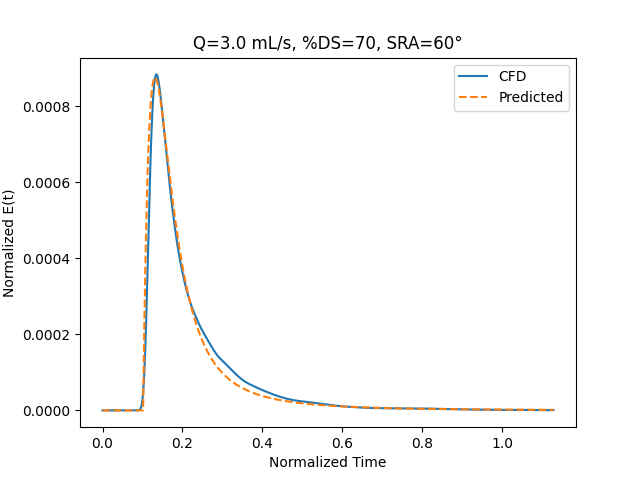 Q=3.0 mL/s, %DS=70, SRA=60°
CFD
Predicted
Normalized E(t)
0.0008
0.0006
0.0004
0.0002
0.0000
0.0 0.2 0.4 0.6 0.8 1.0
Normalized Time